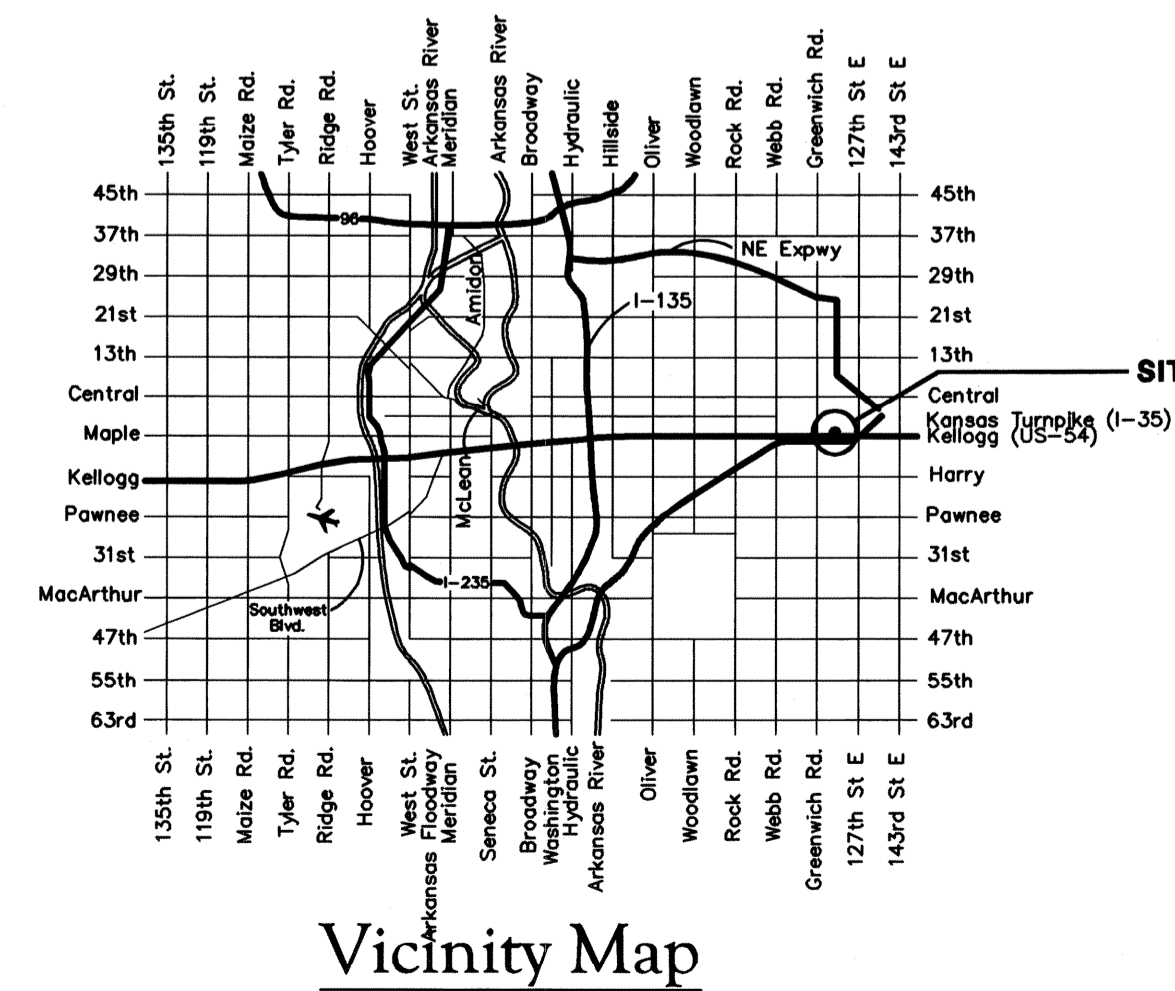 135th St.
119th St.
Maize Rd.
Tyler Rd.
Ridge Rd.
Hoover
West St.
Arkansas River
Meridian
Arkansas River
Broadway
Hydraulic
Hillside
Oliver
Woodlawn
Rock Rd.
Webb Rd.
Greenwich Rd.
127th St E
143rd St E
45th
37th
29th
21st
13th
Central
Maple
Kellogg
Pawnee
31st
MacArthur
47th
55th
63rd
96
Amidon
NE Expwy
I-135
McLean
I-235
Southwest
Blvd.
SIT
45th
37th
29th
21st
13th
Central
Kansas Turnpike (I-35)
Kellogg (US-54)
Harry
Pawnee
31st
MacArthur
47th
55th
63rd
135th St.
119th St.
Maize Rd.
Tyler Rd.
Ridge Rd.
Hoover
West St.
Arkansas Floodway
Meridian
Seneca St.
Broadway
Washington
Hydraulic
Arkansas River
Oliver
Woodlawn
Rock Rd.
Webb Rd.
Greenwich Rd.
127th St E
143rd St E
Vicinity Map